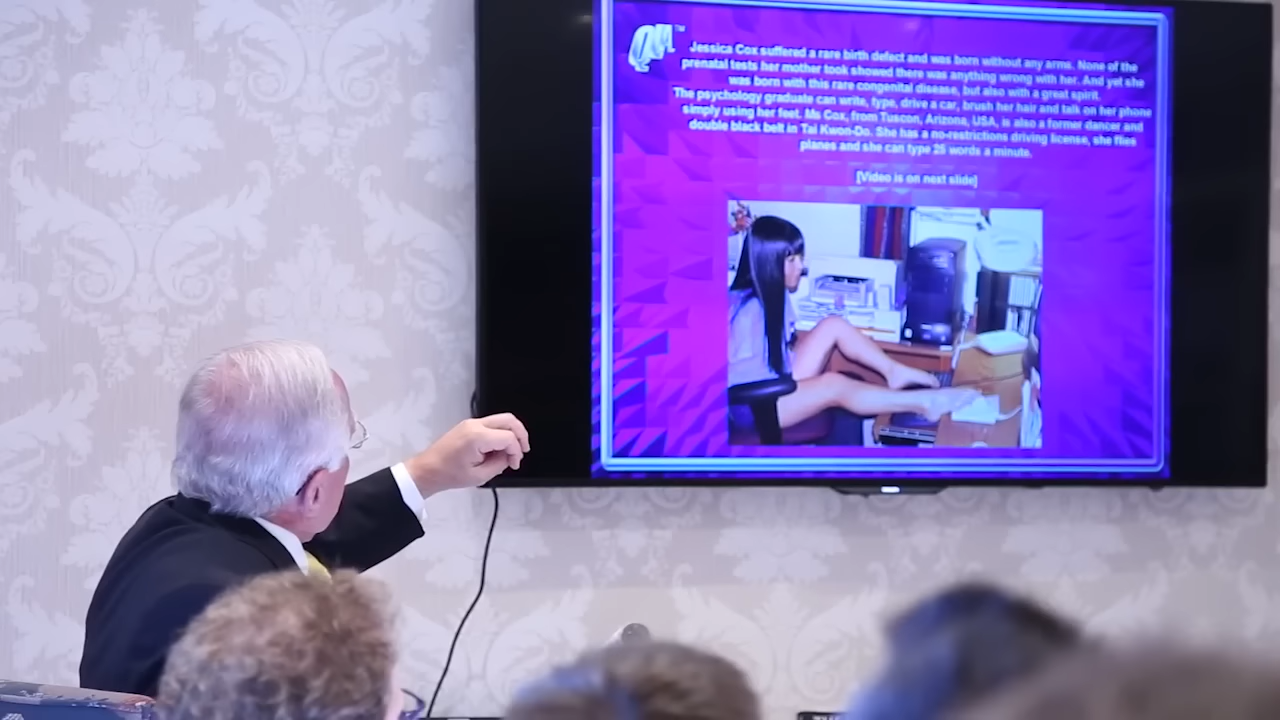 Jessica Cox suffered a rare birth defect and was born without any arms. None of the
prenatal tests her mother took showed there was anything wrong with her. And yet she
was born with this rare congenital disease, but also with a great spirit.
The psychology graduate can write, type, drive a car, brush her hair and talk on her phone
simply using her feet. Ms Cox, from Tuscon, Arizona, USA, is also a former dancer and
double black belt in Tai Kwon-Do. She has a no-restrictions driving license, she flies
planes and she can type 25 words a minute.
[Video is on next slide]